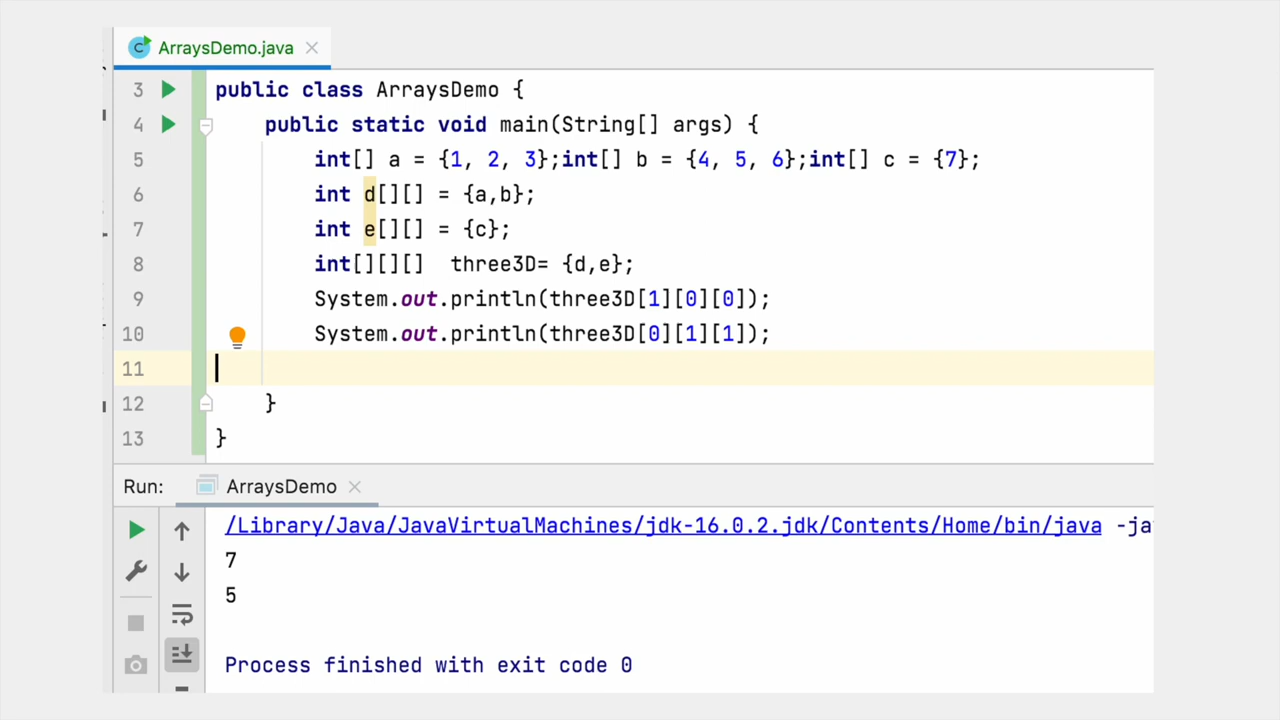 C ArraysDemo.java
3 public class ArraysDemo {
4 public static void main(String[] args) {
5 int[] a = {1, 2, 3};int[] b = {4, 5, 6};int[] c = {7};
6 int d[][] = {a,b};
7 int e[][] = {c};
8 int[][][]  three3D= {d,e};
9 System.out.println(three3D[1][0][0]);
10 System.out.println(three3D[0][1][1]);
11
12 }
13 }
Run: ArraysDemo
/Library/Java/JavaVirtualMachines/jdk-16.0.2.jdk/Contents/Home/bin/java -ja
7
5
Process finished with exit code 0